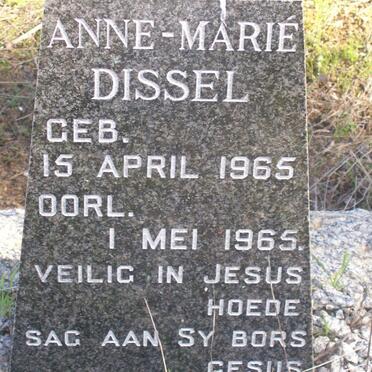 ANNE-MARIÉ
DISSEL
GEB.
15 APRIL 1965
OORL.
1 MEI 1965.
VEILIG IN JESUS
HOEDE
SAG AAN SY BORS
GESUS